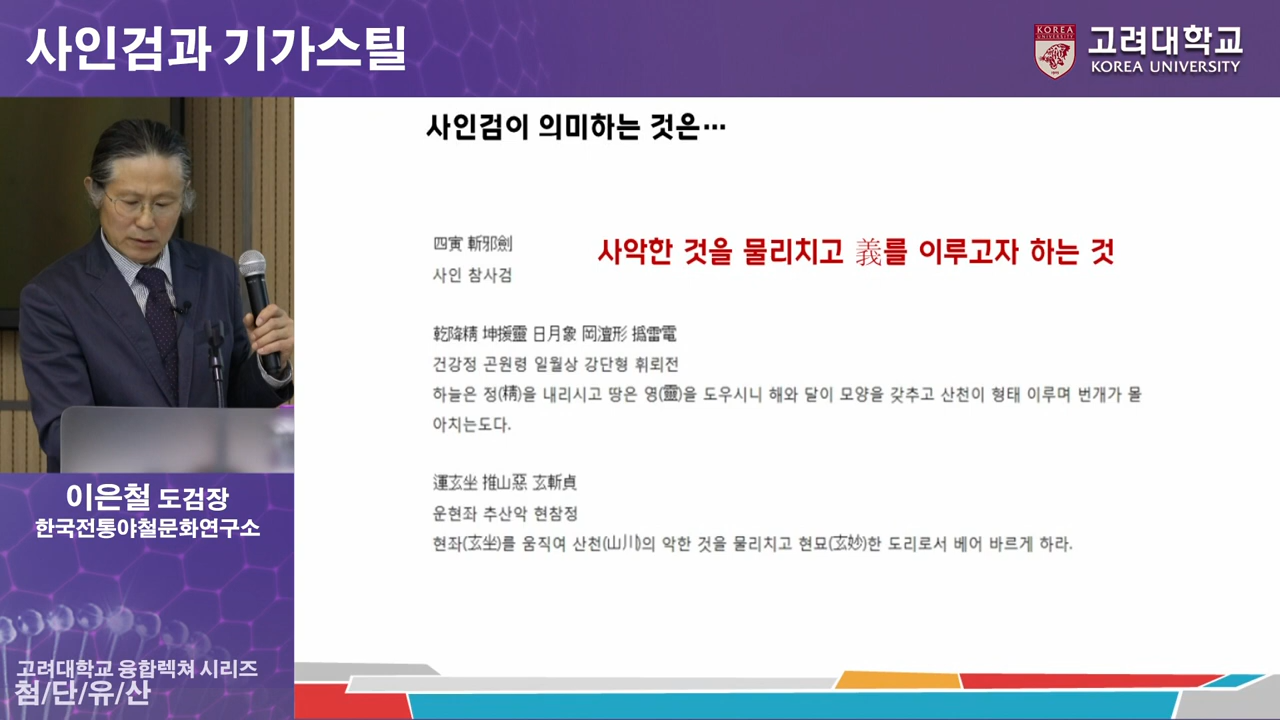 사인검과 기가스틸
KOREA
UNIVERSITY
고려대학교
KOREA UNIVERSITY
사인검이 의미하는 것은…
四寅 斬邪劍
사악한 것을 물리치고 義를 이루고자 하는 것
사인 참사검
乾降精 坤援靈 日月象 岡澶形 撝雷電
건강정 곤원령 일월상 강단형 휘뢰전
하늘은 정(精)을 내리시고 땅은 영(靈)을 도우시니 해와 달이 모양을 갖추고 산천이 형태 이루며 번개가 몰
아치는도다.
運玄坐 推山惡 玄斬貞
운현좌 추산악 현참정
현좌(玄坐)를 움직여 산천(山川)의 악한 것을 물리치고 현묘(玄妙)한 도리로서 베어 바르게 하라.
이은철 도검장
한국전통야철문화연구소
고려대학교 융합렉쳐 시리즈
첨/단/유/산